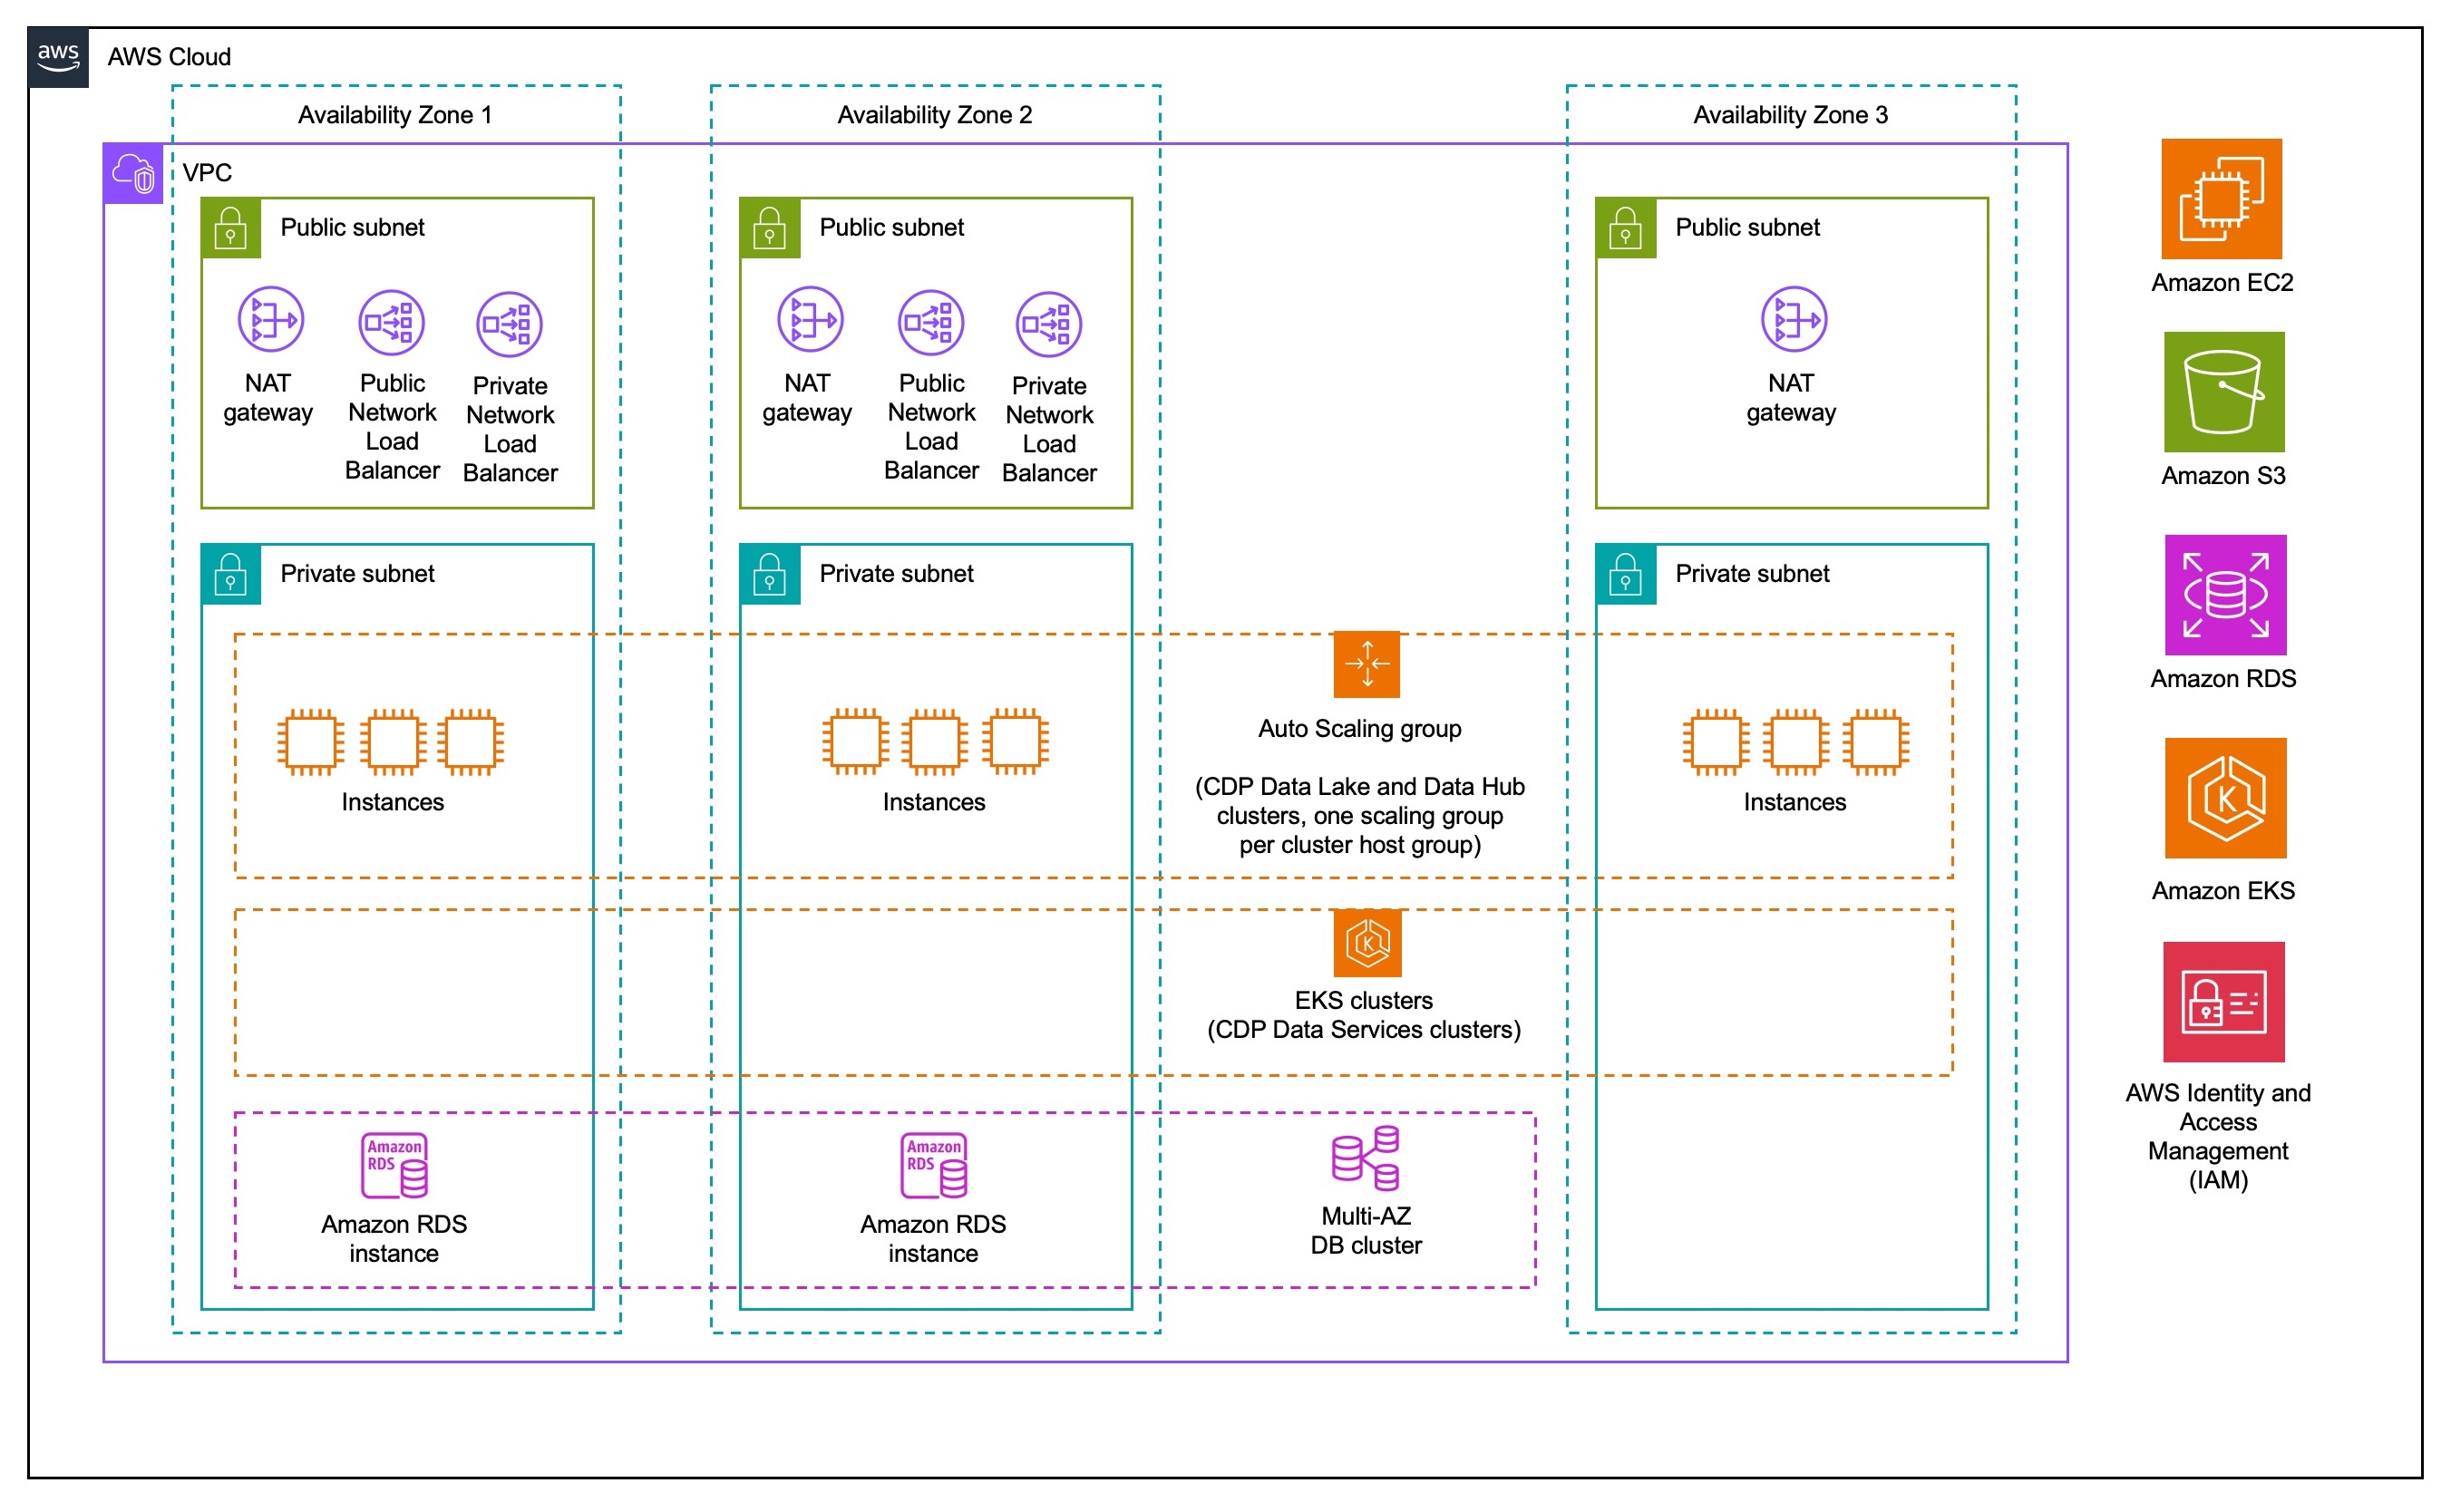 aws
AWS Cloud
Availability Zone 1
Availability Zone 2
Availability Zone 3
VPC
Public subnet
NAT
gateway
Public
Network
Load
Balancer
Private
Network
Load
Balancer
Public subnet
NAT
gateway
Public
Network
Load
Balancer
Private
Network
Load
Balancer
Public subnet
NAT
gateway
Private subnet
Private subnet
Private subnet
Instances
Instances
Auto Scaling group
(CDP Data Lake and Data Hub
clusters, one scaling group
per cluster host group)
Instances
K
EKS clusters
(CDP Data Services clusters)
Amazon
RDS
Amazon RDS
instance
Amazon
RDS
Amazon RDS
instance
Multi-AZ
DB cluster
Amazon EC2
Amazon S3
Amazon RDS
K
Amazon EKS
AWS Identity and
Access
Management
(IAM)